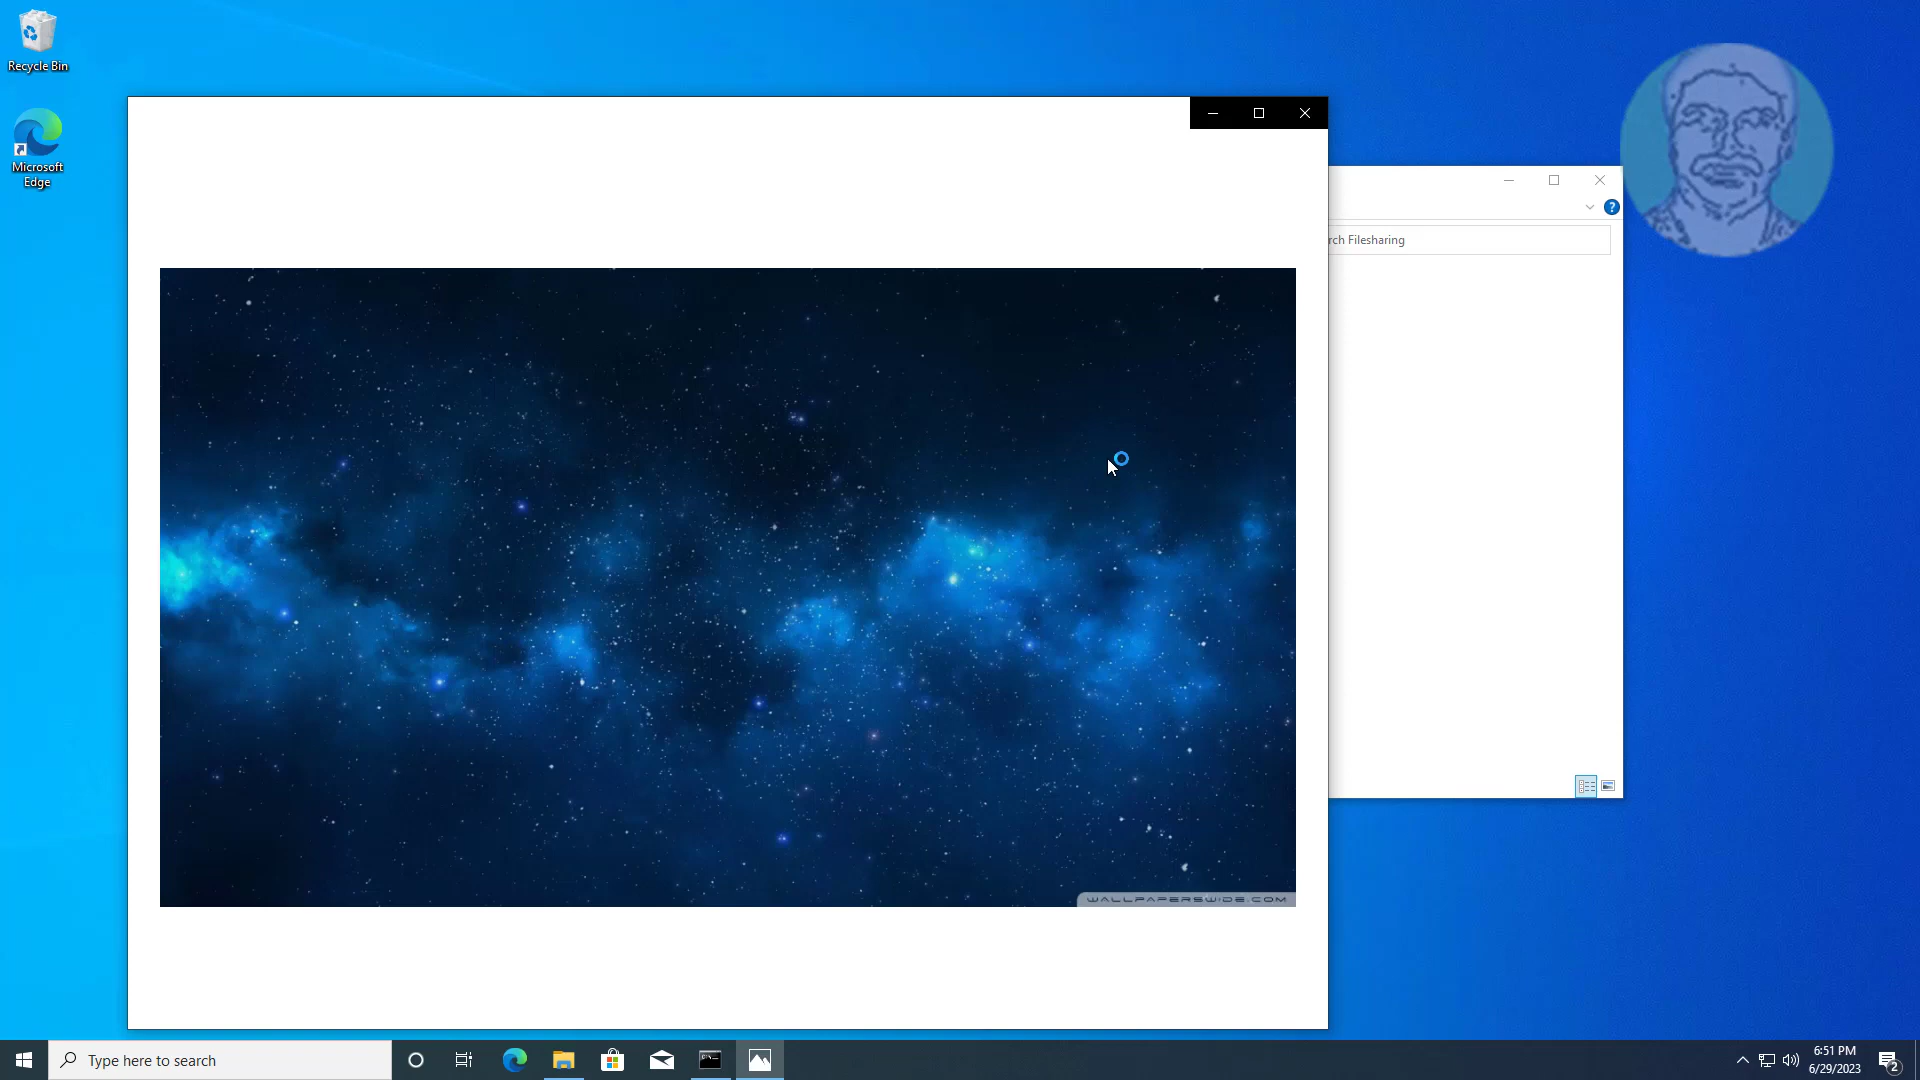 Recycle Bin
Microsoft
Edge
rch Filesharing
?
WALLPAPERSWIDE.COM
Type here to search
6:51 PM
6/29/2023
2